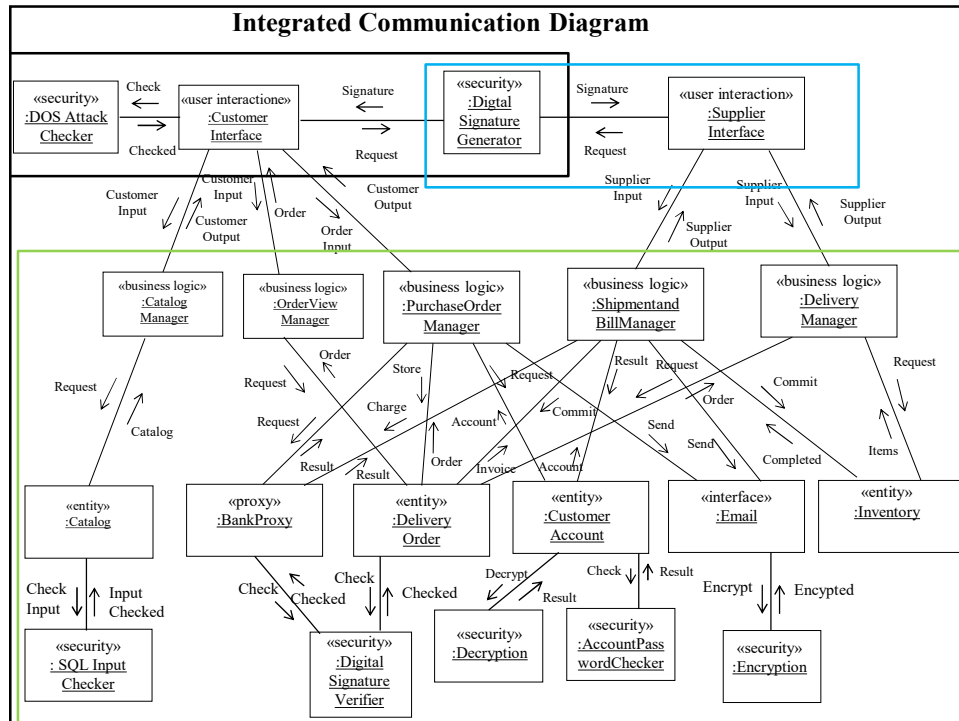 Integrated Communication Diagram
«security»
:DOS Attack
Checker
Check
Checked
«user interactione»
:Customer
Interface
Signature
Request
«security»
:Digtal
Signature
Generator
Signature
Request
«user interaction»
:Supplier
Interface
Customer
Input
Customer
Output
Customer
Input
Order
Order
Input
Customer
Output
Supplier
Input
Supplier
Output
Supplier
Input
Supplier
Output
«business logic»
:Catalog
Manager
«business logic»
:OrderView
Manager
«business logic»
:PurchaseOrder
Manager
«business logic»
:Shipmentand
BillManager
«business logic»
:Delivery
Manager
Request
Catalog
Request
Order
Store
Request
Charge
Result
Result
Order
Account
Request
Invoice
Commit
Result
Account
Request
Order
Send
Send
Commit
Completed
Request
Items
«entity»
:Catalog
«proxy»
:BankProxy
«entity»
:Delivery
Order
«entity»
:Customer
Account
«interface»
:Email
«entity»
:Inventory
Check
Input
Input
Checked
Check
Checked
Check
Checked
Decrypt
Result
Check
Result
Encrypt
Encypted
«security»
: SQL Input
Checker
«security»
:Digital
Signature
Verifier
«security»
:Decryption
«security»
:AccountPas
wordChecker
«security»
:Encryption